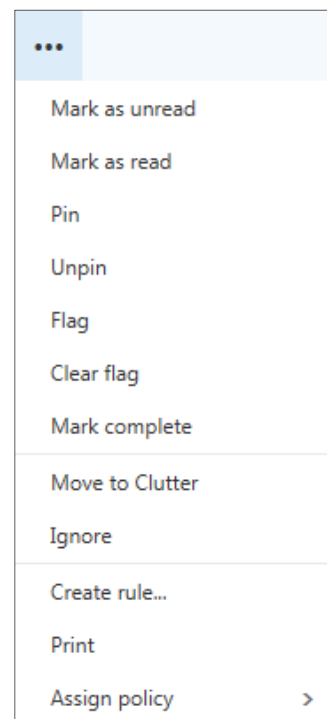 •••
Mark as unread
Mark as read
Pin
Unpin
Flag
Clear flag
Mark complete
Move to Clutter
Ignore
Create rule...
Print
Assign policy >